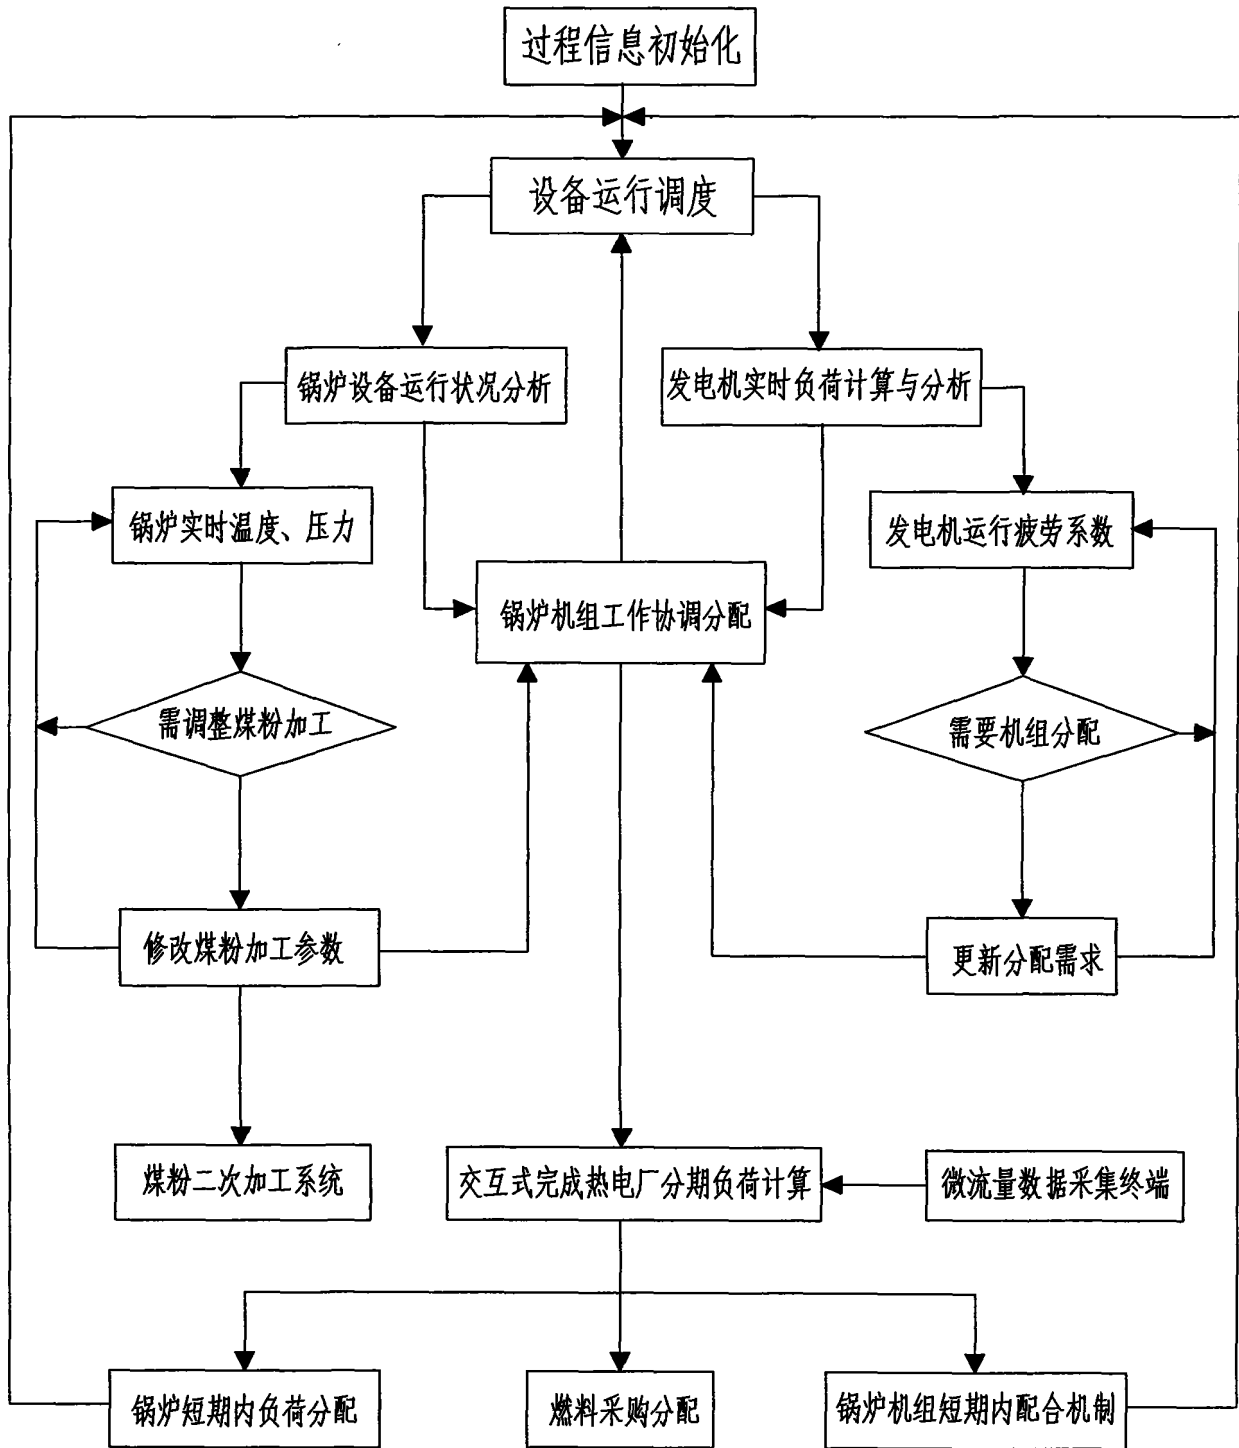 过程信息初始化
设备运行调度
锅炉设备运行状况分析
发电机实时负荷计算与分析
锅炉实时温度、压力
发电机运行疲劳系数
锅炉机组工作协调分配
需调整煤粉加工
需要机组分配
修改煤粉加工参数
更新分配需求
煤粉二次加工系统
交互式完成热电厂分期负荷计算
微流量数据采集终端
锅炉短期内负荷分配
燃料采购分配
锅炉机组短期内配合机制